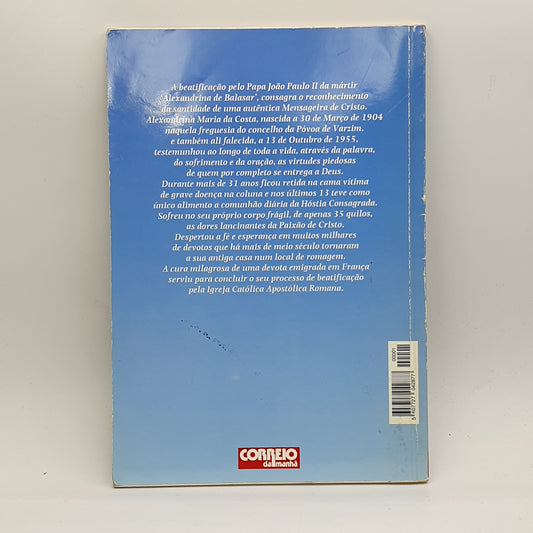 A beatificação pelo Papa João Paulo II da mártir
'Alexandrina de Balasar', consagra o reconhecimento
da santidade de uma autêntica Mensageira de Cristo.
Alexandrina Maria da Costa, nascida a 30 de Março de 1904
naquela freguesia do concelho da Póvoa de Varzim,
e também ali falecida, a 13 de Outubro de 1955,
testemunhou ao longo de toda a vida, através da palavra,
do sofrimento e da oração, as virtudes piedosas
de quem por completo se entrega a Deus.
Durante mais de 31 anos ficou retida na cama vítima
de grave doença na coluna e nos últimos 13 teve como
único alimento a comunhão diária da Hóstia Consagrada.
Sofreu no seu próprio corpo frágil, de apenas 35 quilos,
as dores lancinantes da Paixão de Cristo.
Despertou a fé e esperança em muitos milhares
de devotos que há mais de meio século tornaram
a sua antiga casa num local de romagem.
A cura milagrosa de uma devota emigrada em França
serviu para concluir o seu processo de beatificação
pela Igreja Católica Apostólica Romana.
00001
CORREIO
da manhã